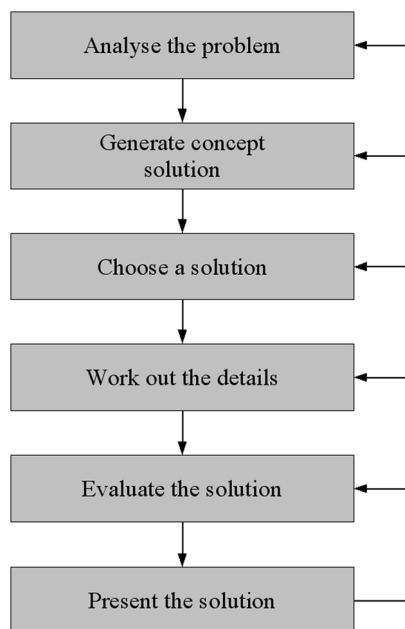 Analyse the problem
Generate concept
solution
Choose a solution
Work out the details
Evaluate the solution
Present the solution